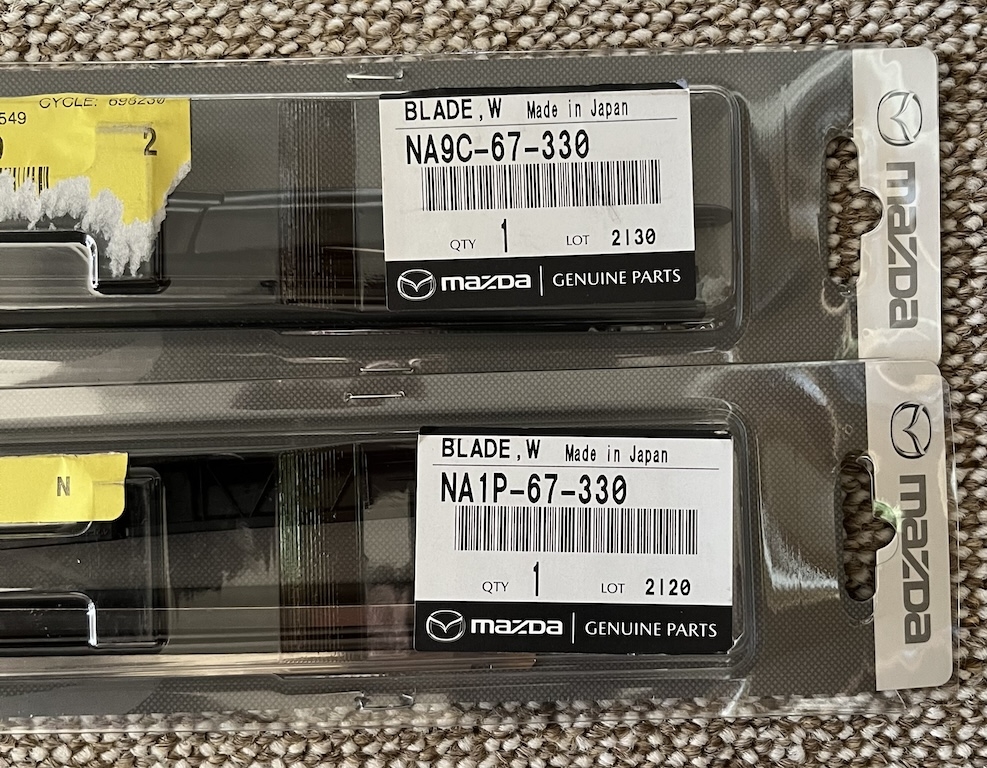 CYCLE: 698230
549
2
BLADE,W Made in Japan
NA9C-67-330
QTY 1 LOT 2130
mazda GENUINE PARTS
mazda
N
BLADE,W Made in Japan
NA1P-67-330
QTY 1 LOT 2120
mazda GENUINE PARTS
mazda